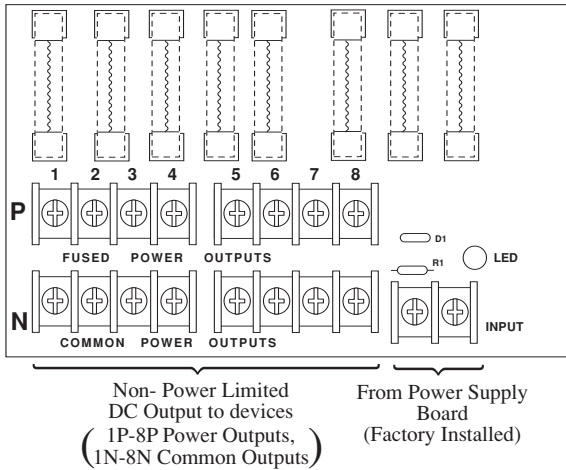 1 2 3 4 5 6 7 8
P
D1
FUSED POWER OUTPUTS
LED
R1
N
INPUT
COMMON POWER OUTPUTS
Non- Power Limited
DC Output to devices
(1P-8P Power Outputs,
1N-8N Common Outputs)
From Power Supply
Board
(Factory Installed)